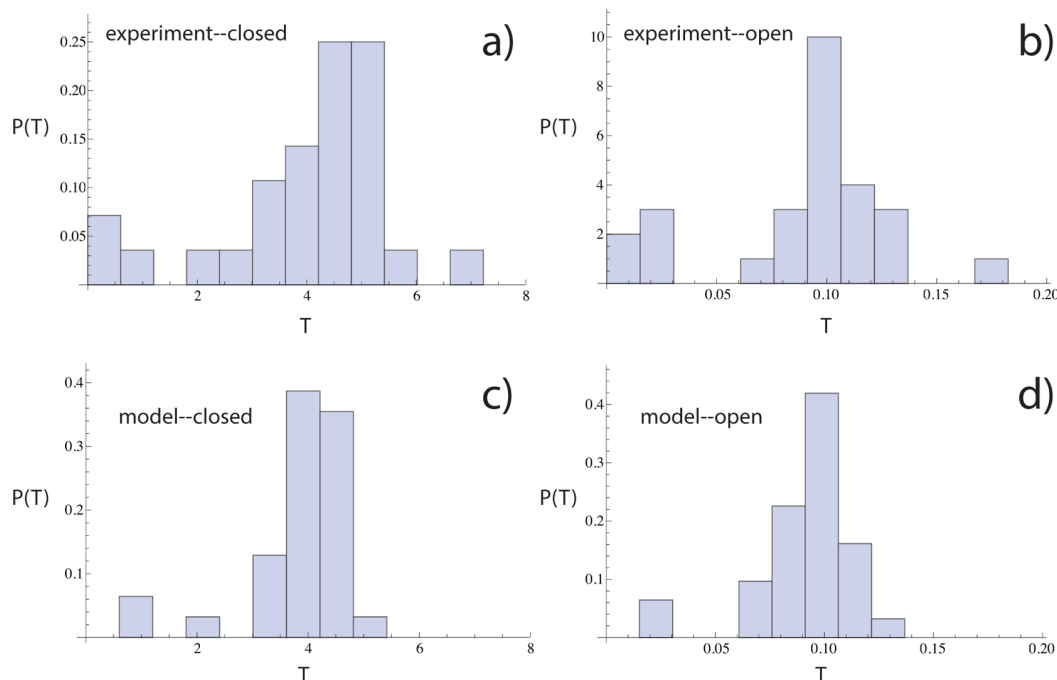 experiment--closed
a)
0.25
0.20
P(T)
0.15
0.10
0.05
2
4
6
8
T
experiment--open
b)
10
8
P(T)
6
4
2
0.05
0.10
0.15
0.20
T
c)
0.4
model--closed
0.3
P(T)
0.2
0.1
2
4
6
8
T
d)
model--open
0.4
0.3
P(T)
0.2
0.1
0.05
0.10
0.15
0.20
T